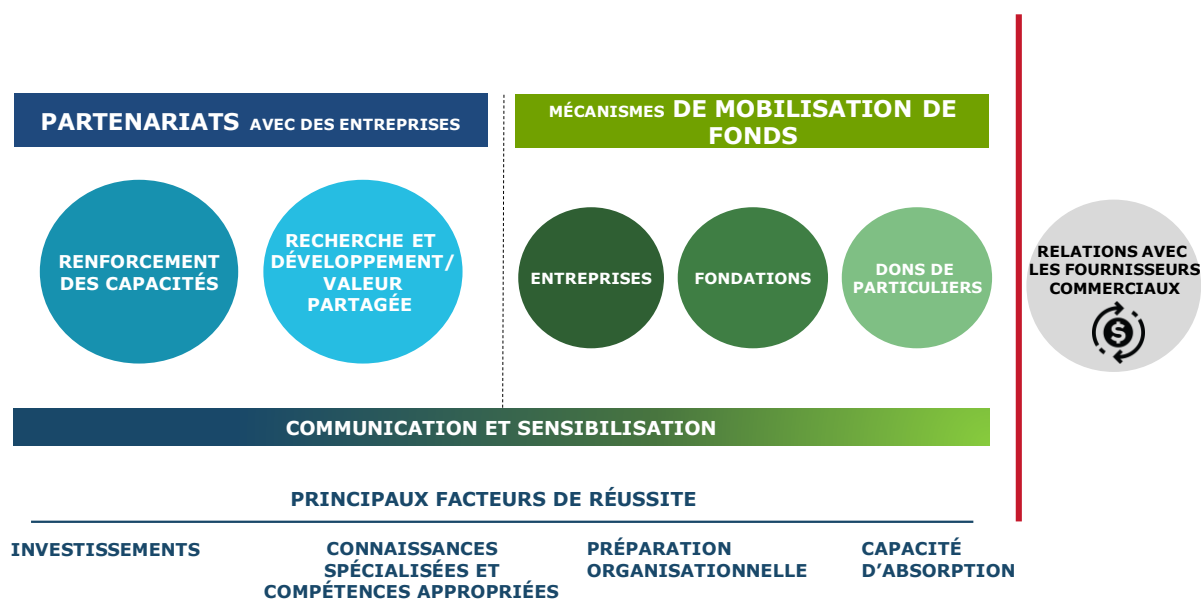 PARTENARIATS AVEC DES ENTREPRISES
MÉCANISMES DE MOBILISATION DE
FONDS
RENFORCEMENT
DES CAPACITÉS
RECHERCHE ET
DÉVELOPPEMENT/
VALEUR
PARTAGÉE
ENTREPRISES
FONDATIONS
DONS DE
PARTICULIERS
RELATIONS AVEC
LES FOURNISSEURS
COMMERCIAUX
$
COMMUNICATION ET SENSIBILISATION
PRINCIPAUX FACTEURS DE RÉUSSITE
INVESTISSEMENTS
CONNAISSANCES
SPÉCIALISÉES ET
COMPÉTENCES APPROPRIÉES
PRÉPARATION
ORGANISATIONNELLE
CAPACITÉ
D’ABSORPTION